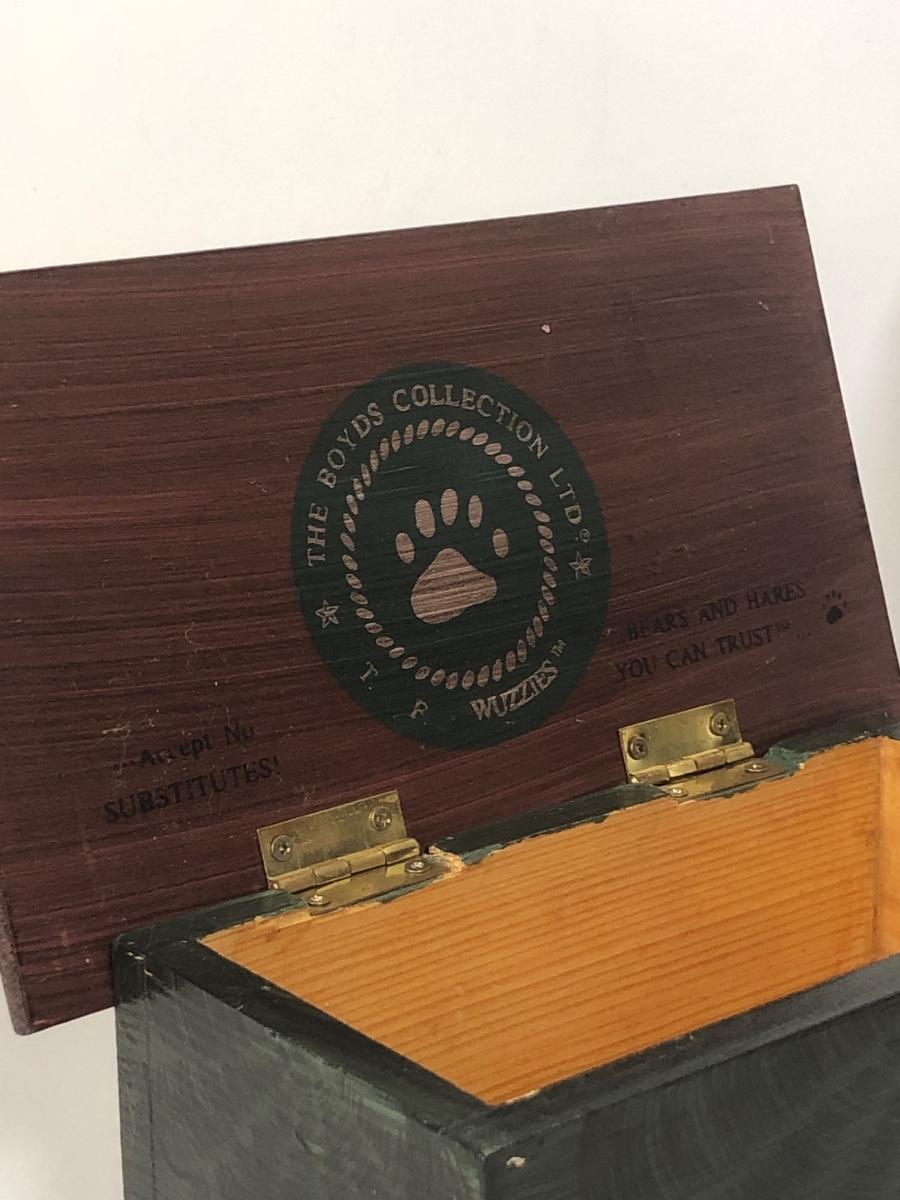 THE BOYDS COLLECTION LTD.®
T. F. WUZZIES™
...BEARS AND HARES
YOU CAN TRUST™...
...Accept No
SUBSTITUTES!